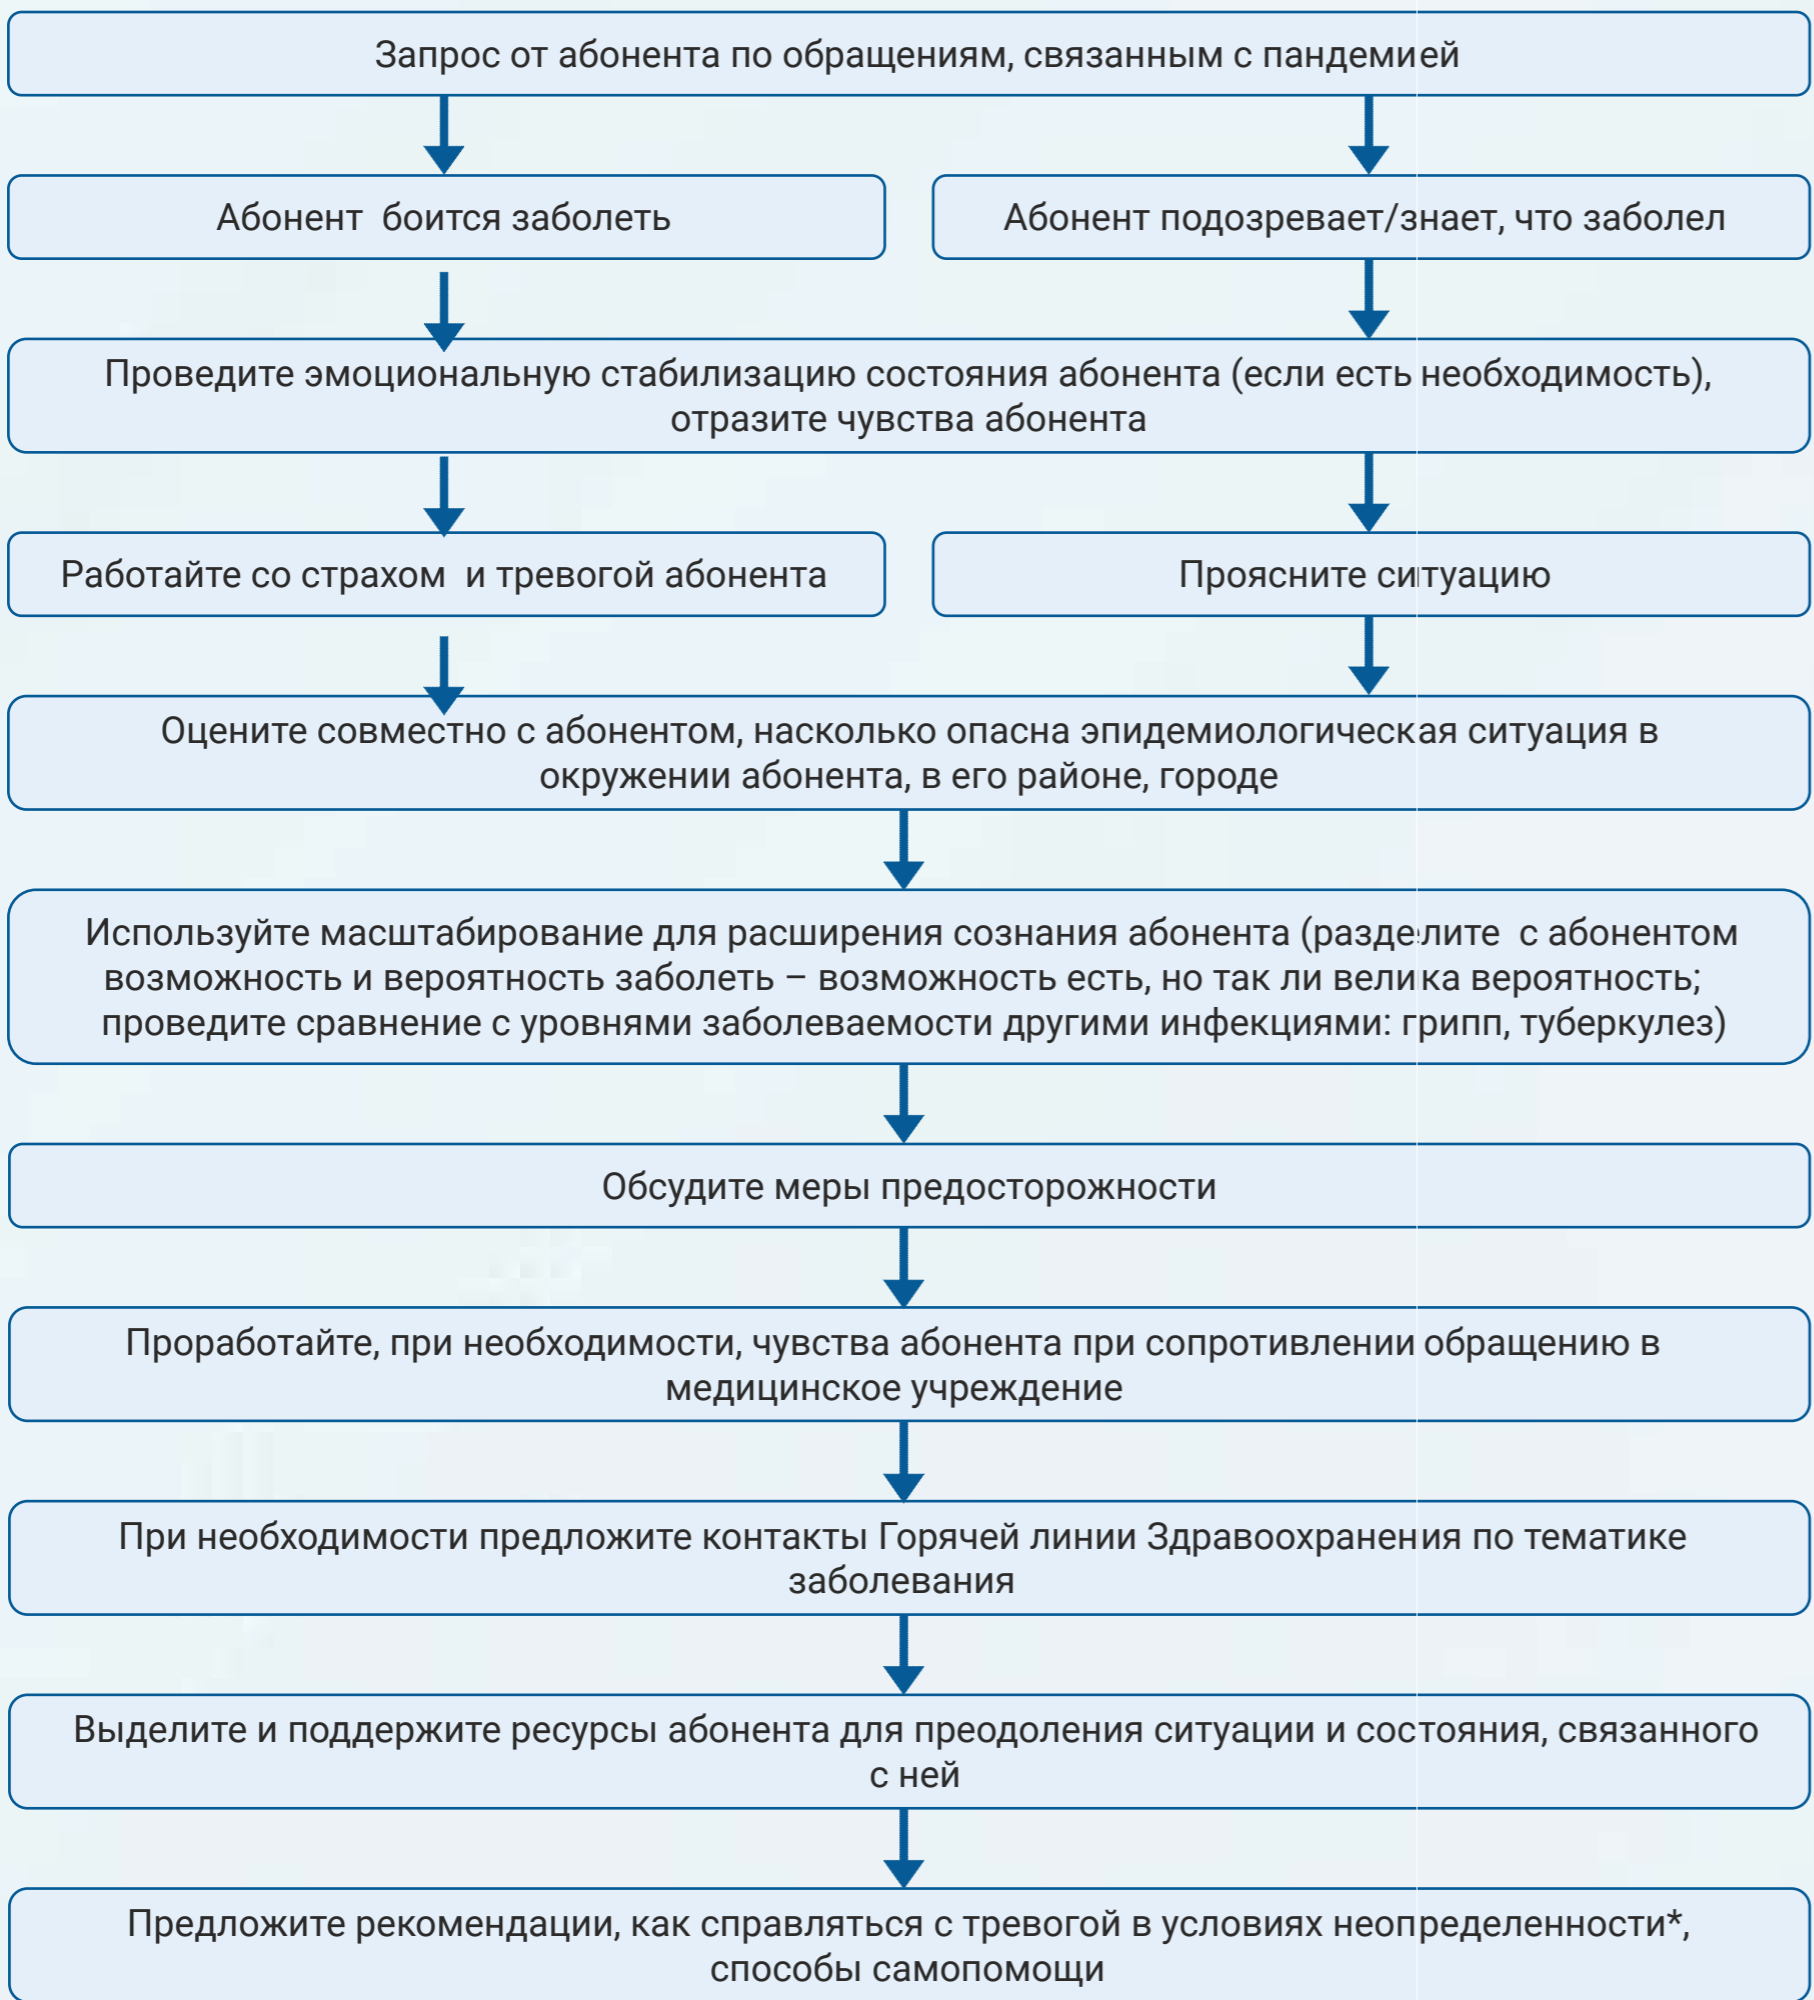 Запрос от абонента по обращениям, связанным с пандемией
Абонент боится заболеть
Абонент подозревает/знает, что заболел
Проведите эмоциональную стабилизацию состояния абонента (если есть необходимость),
отразите чувства абонента
Работайте со страхом и тревогой абонента
Проясните ситуацию
Оцените совместно с абонентом, насколько опасна эпидемиологическая ситуация в
окружении абонента, в его районе, городе
Используйте масштабирование для расширения сознания абонента (разделите с абонентом
возможность и вероятность заболеть – возможность есть, но так ли велика вероятность;
проведите сравнение с уровнями заболеваемости другими инфекциями: грипп, туберкулез)
Обсудите меры предосторожности
Проработайте, при необходимости, чувства абонента при сопротивлении обращению в
медицинское учреждение
При необходимости предложите контакты Горячей линии Здравоохранения по тематике
заболевания
Выделите и поддержите ресурсы абонента для преодоления ситуации и состояния, связанного
с ней
Предложите рекомендации, как справляться с тревогой в условиях неопределенности*,
способы самопомощи